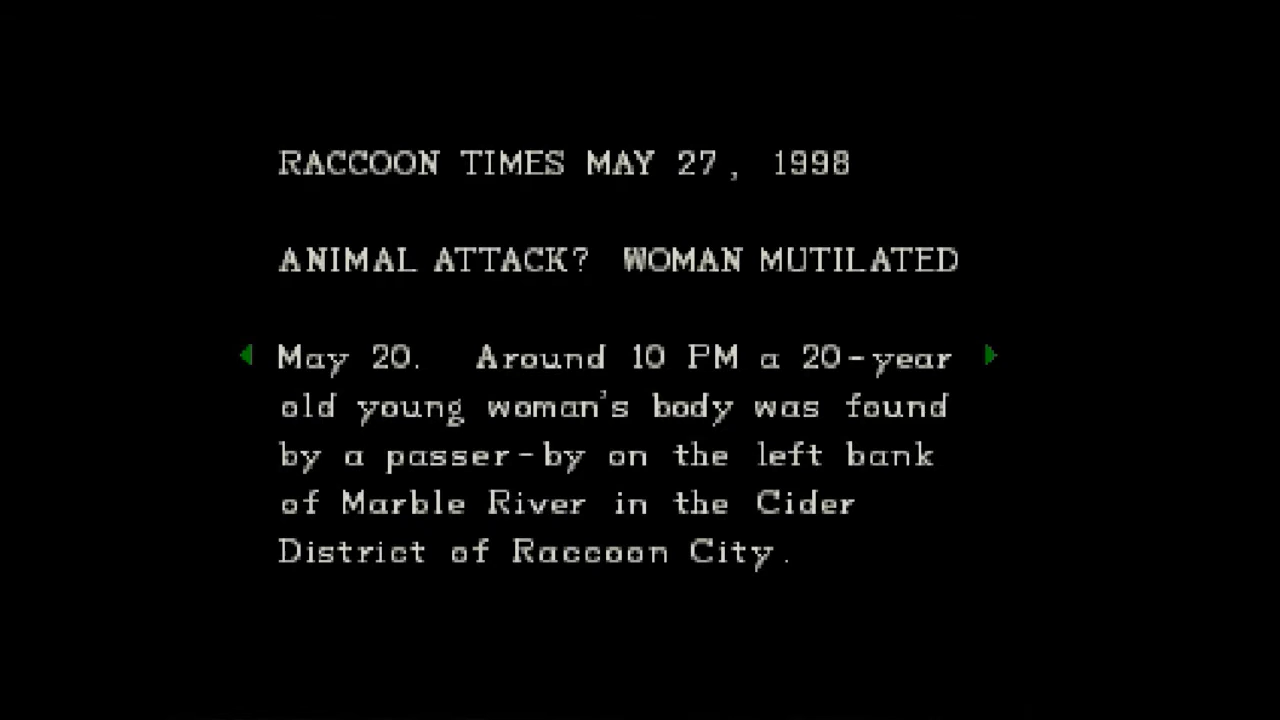 RACCOON TIMES MAY 27, 1998
ANIMAL ATTACK? WOMAN MUTILATED
May 20. Around 10 PM a 20-year
old young woman's body was found
by a passer-by on the left bank
of Marble River in the Cider
District of Raccoon City.